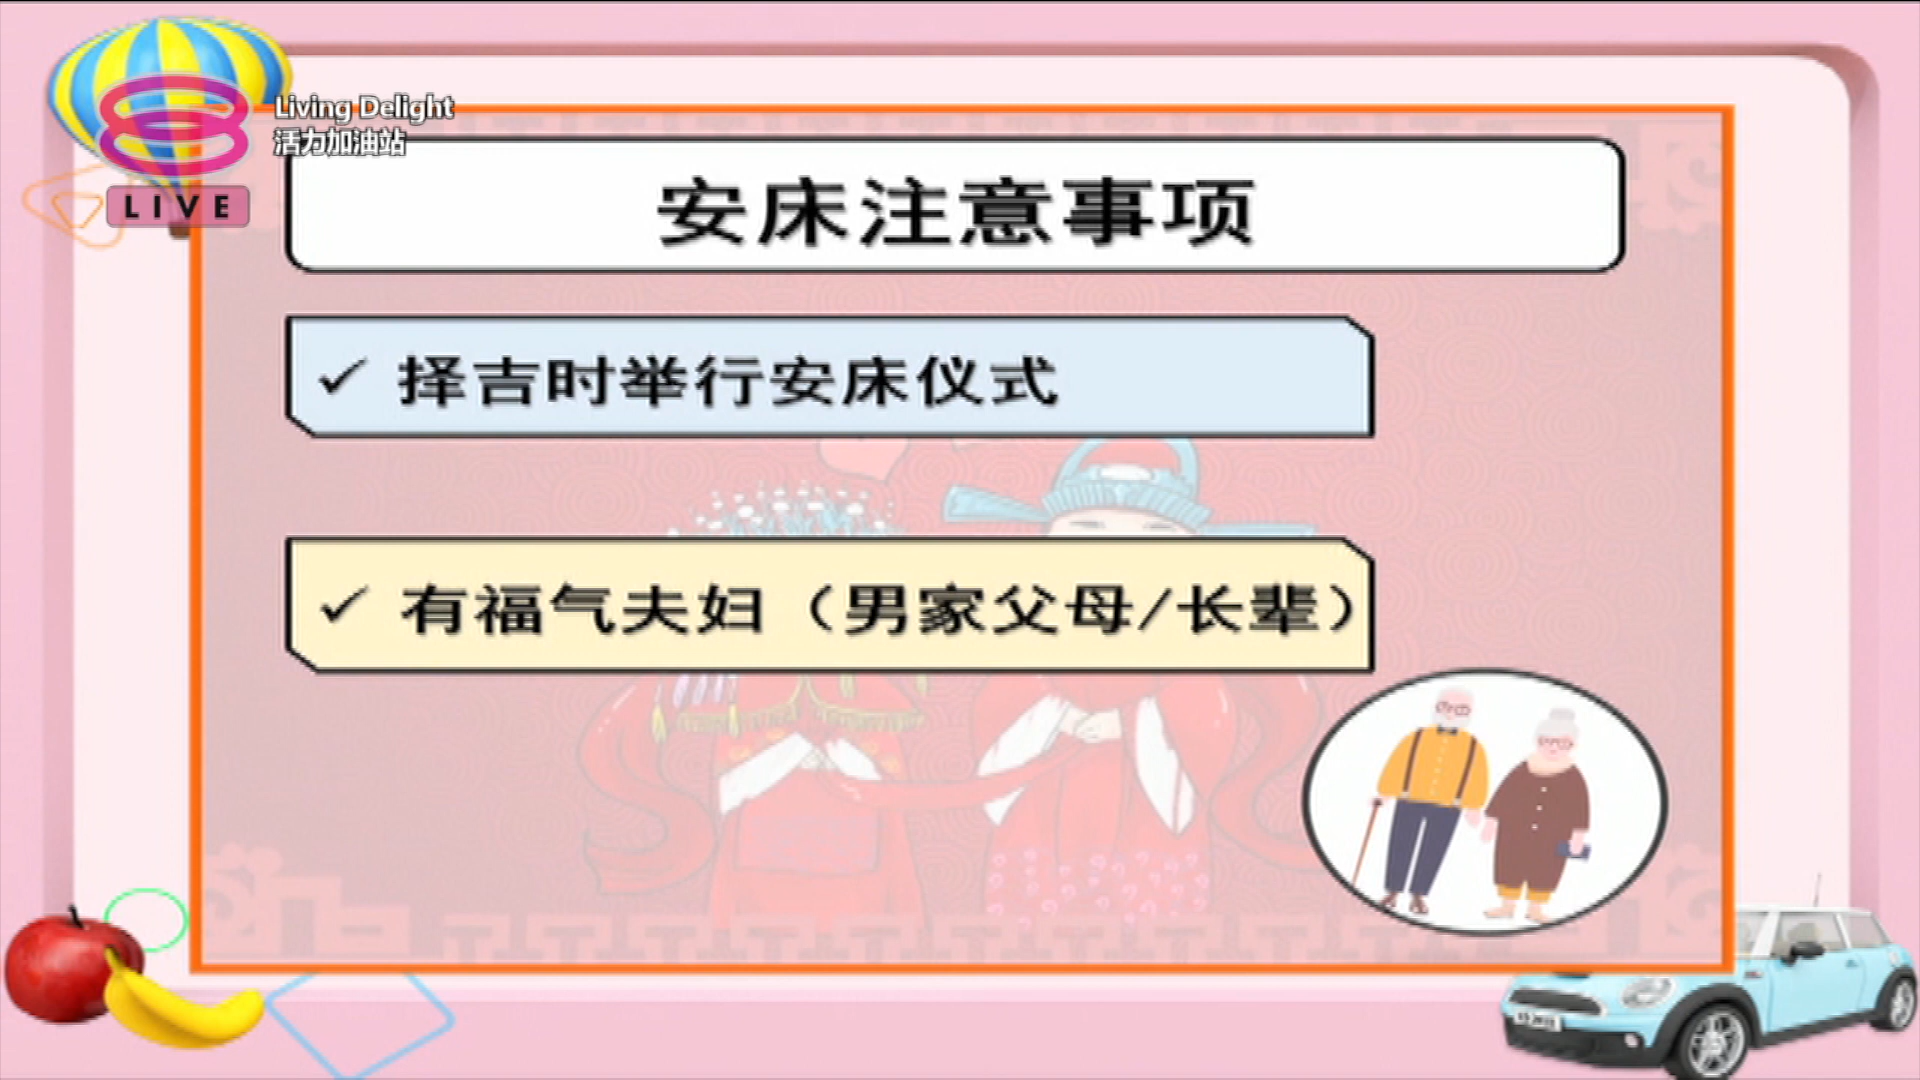 Living Delight
活力加油站
LIVE
安床注意事项
✓ 择吉时举行安床仪式
✓ 有福气夫妇（男家父母/长辈）